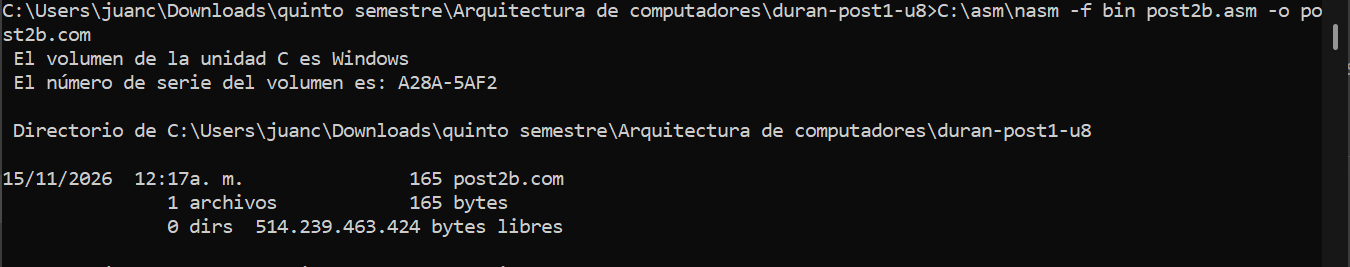 C:\Users\juanc\Downloads\quinto semestre\Arquitectura de computadores\duran-post1-u8>C:\asm\nasm -f bin post2b.asm -o po
st2b.com
El volumen de la unidad C es Windows
El número de serie del volumen es: A28A-5AF2
Directorio de C:\Users\juanc\Downloads\quinto semestre\Arquitectura de computadores\duran-post1-u8
15/11/2026  12:17a. m.               165 post2b.com
1 archivos            165 bytes
0 dirs  514.239.463.424 bytes libres